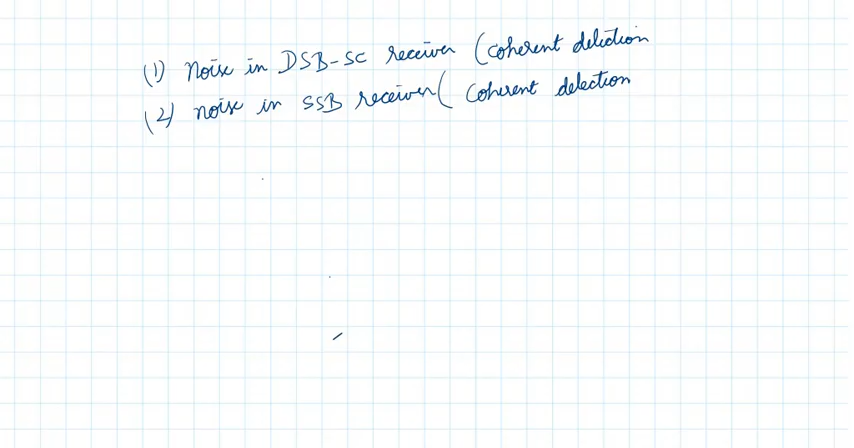 (1) Noise in DSB-SC receiver (coherent detection
(2) noise in SSB receiver ( coherent detection